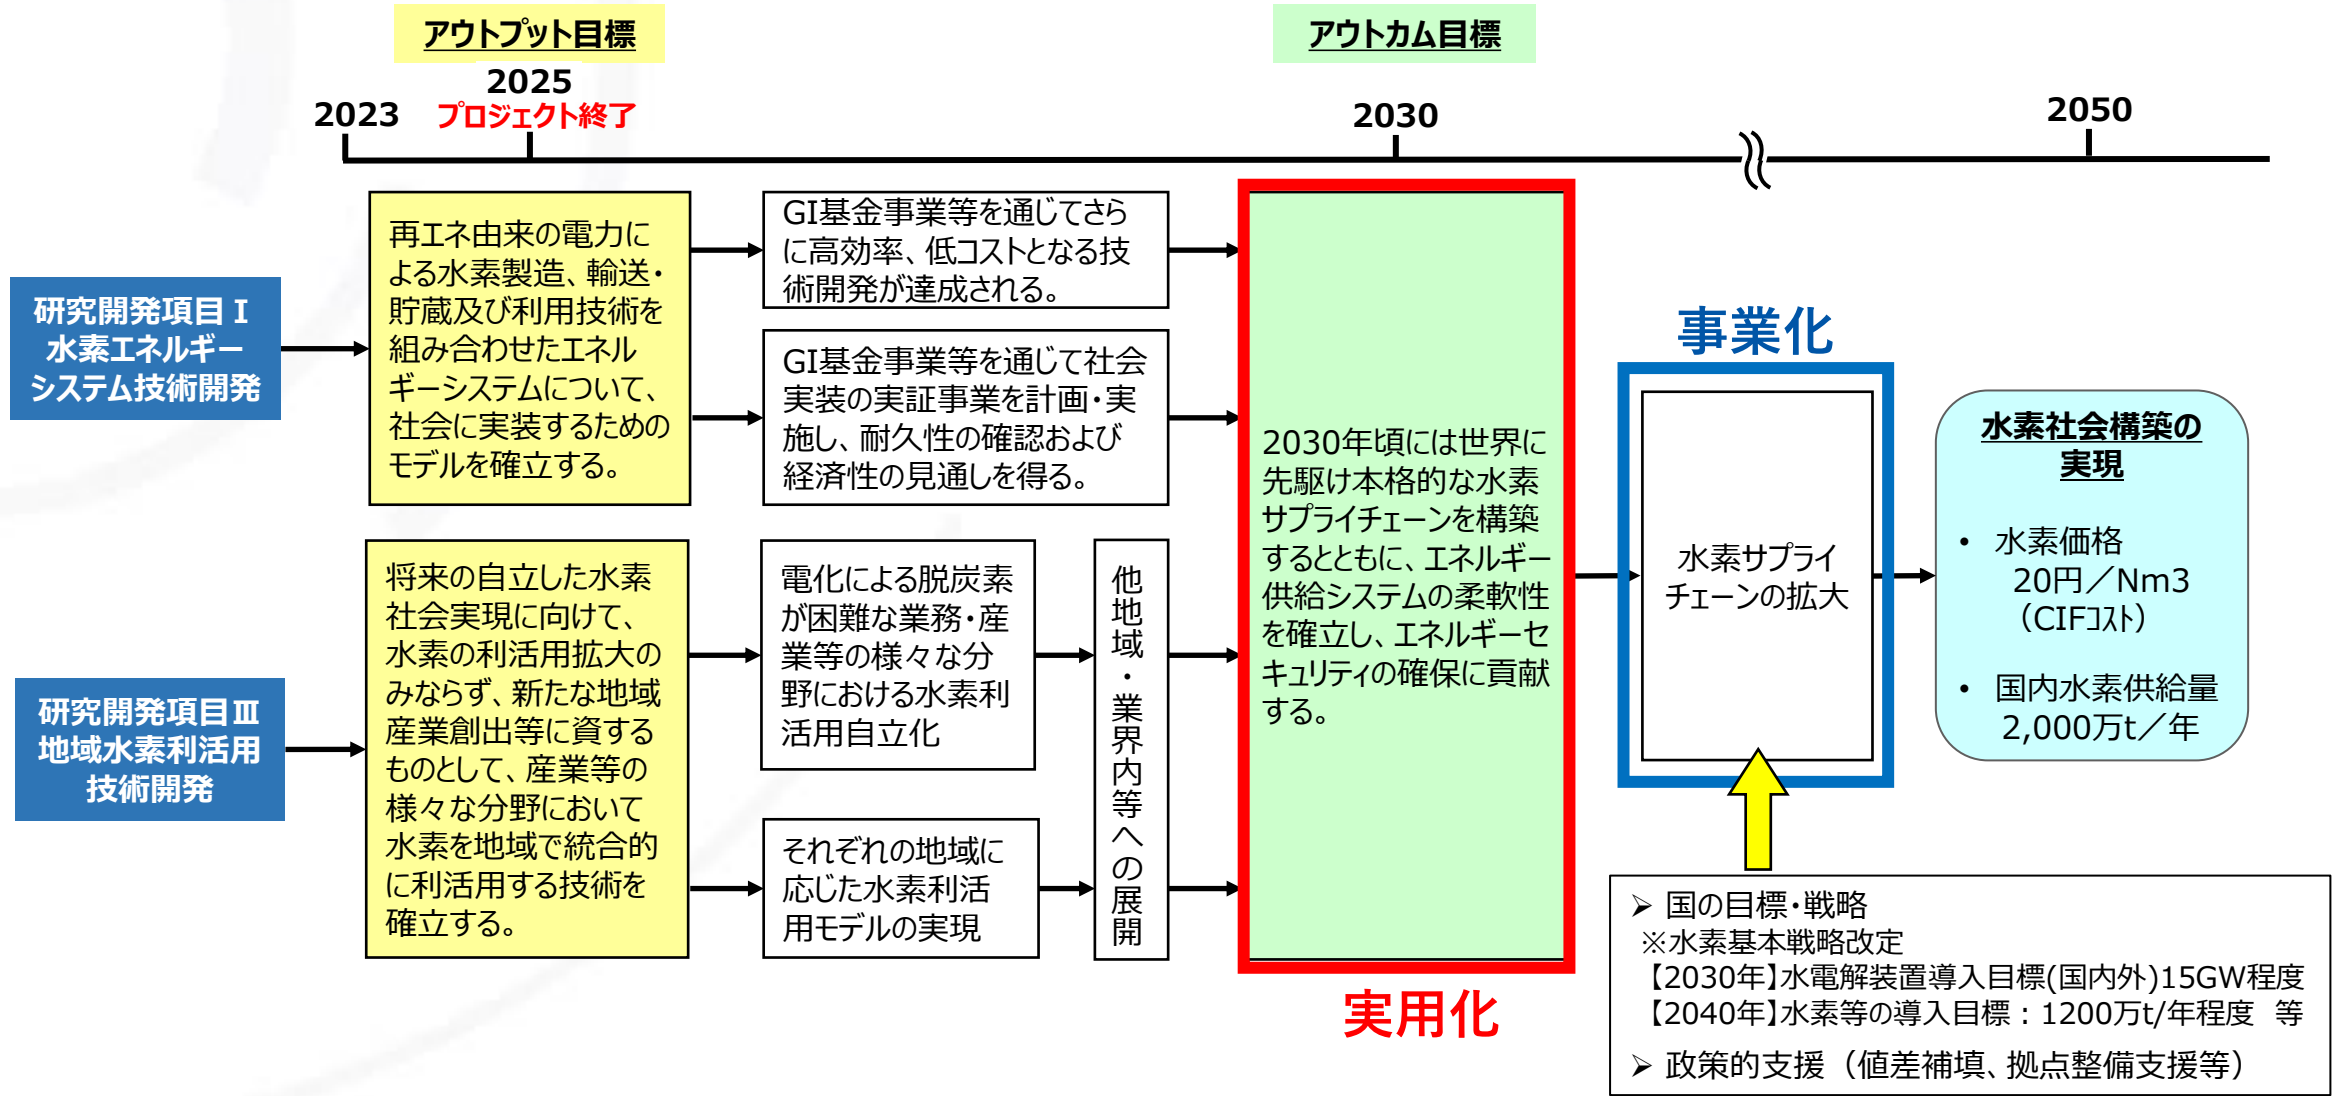 アウトプット目標
アウトカム目標
2023
2025
プロジェクト終了
2030
2050
研究開発項目Ⅰ
水素エネルギー
システム技術開発
再エネ由来の電力に
よる水素製造、輸送・
貯蔵及び利用技術を
組み合わせたエネル
ギーシステムについて、
社会に実装するための
モデルを確立する。
GI基金事業等を通じてさら
に高効率、低コストとなる技
術開発が達成される。
GI基金事業等を通じて社会
実装の実証事業を計画・実
施し、耐久性の確認および
経済性の見通しを得る。
研究開発項目Ⅲ
地域水素利活用
技術開発
将来の自立した水素
社会実現に向けて、
水素の利活用拡大の
みならず、新たな地域
産業創出等に資する
ものとして、産業等の
様々な分野において
水素を地域で統合的
に利活用する技術を
確立する。
電化による脱炭素
が困難な業務・産
業等の様々な分
野における水素利
活用自立化
それぞれの地域に
応じた水素利活
用モデルの実現
他地域・業界内等への展開
2030年頃には世界に
先駆け本格的な水素
サプライチェーンを構築
するとともに、エネルギー
供給システムの柔軟性
を確立し、エネルギーセ
キュリティの確保に貢献
する。
実用化
事業化
水素サプライ
チェーンの拡大
水素社会構築の
実現
• 水素価格
20円／Nm3
（CIFコスト）
• 国内水素供給量
2,000万t／年
➢ 国の目標・戦略
※水素基本戦略改定
【2030年】水電解装置導入目標(国内外)15GW程度
【2040年】水素等の導入目標：1200万t/年程度 等
➢ 政策的支援（値差補填、拠点整備支援等）